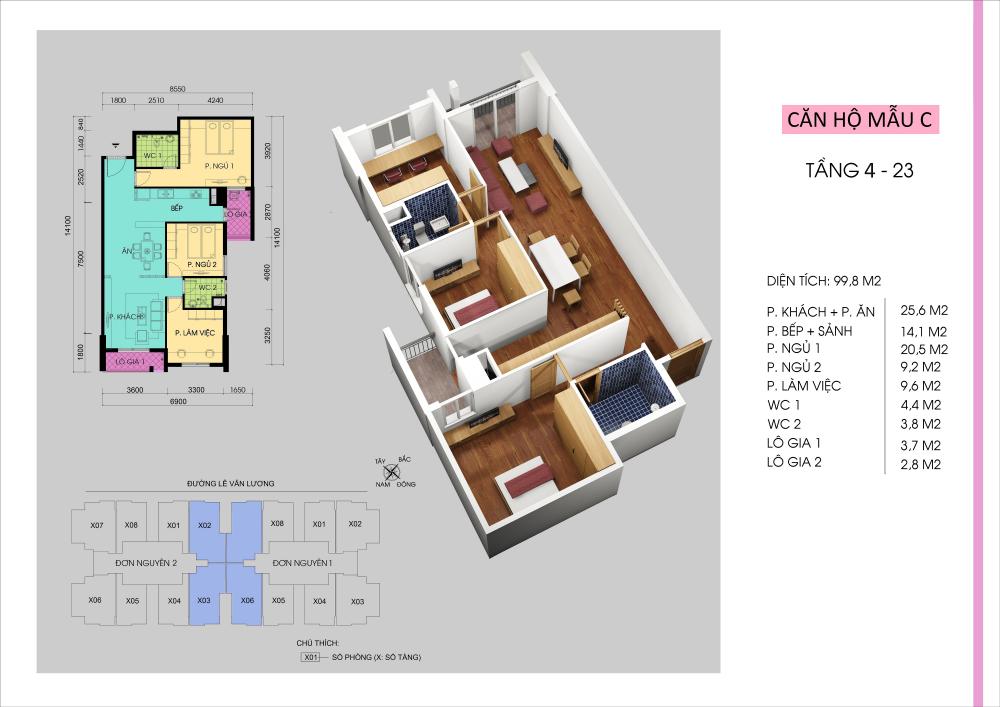 CĂN HỘ MẪU C
TẦNG 4 - 23
DIỆN TÍCH: 99,8 M2
P. KHÁCH + P. ĂN 25,6 M2
P. BẾP + SẢNH 14,1 M2
P. NGỦ 1 20,5 M2
P. NGỦ 2 9,2 M2
P. LÀM VIỆC 9,6 M2
WC 1 4,4 M2
WC 2 3,8 M2
LÔ GIA 1 3,7 M2
LÔ GIA 2 2,8 M2
8550
1800 2510 4240
840
1440
2520
7500
1800
14100
3920
2870
4060
3250
14100
WC 1
P. NGỦ 1
BẾP
LÔ GIA
ĂN
P. NGỦ 2
WC 2
P. KHÁCH
P. LÀM VIỆC
LÔ GIA 1
3600 3300 1650
6900
TÂY BẮC
NAM ĐÔNG
ĐƯỜNG LÊ VĂN LƯƠNG
X07 X08 X01 X02 X08 X01 X02
ĐƠN NGUYÊN 2 ĐƠN NGUYÊN 1
X06 X05 X04 X03 X06 X05 X04 X03
CHÚ THÍCH:
X01 SỐ PHÒNG (X: SỐ TẦNG)